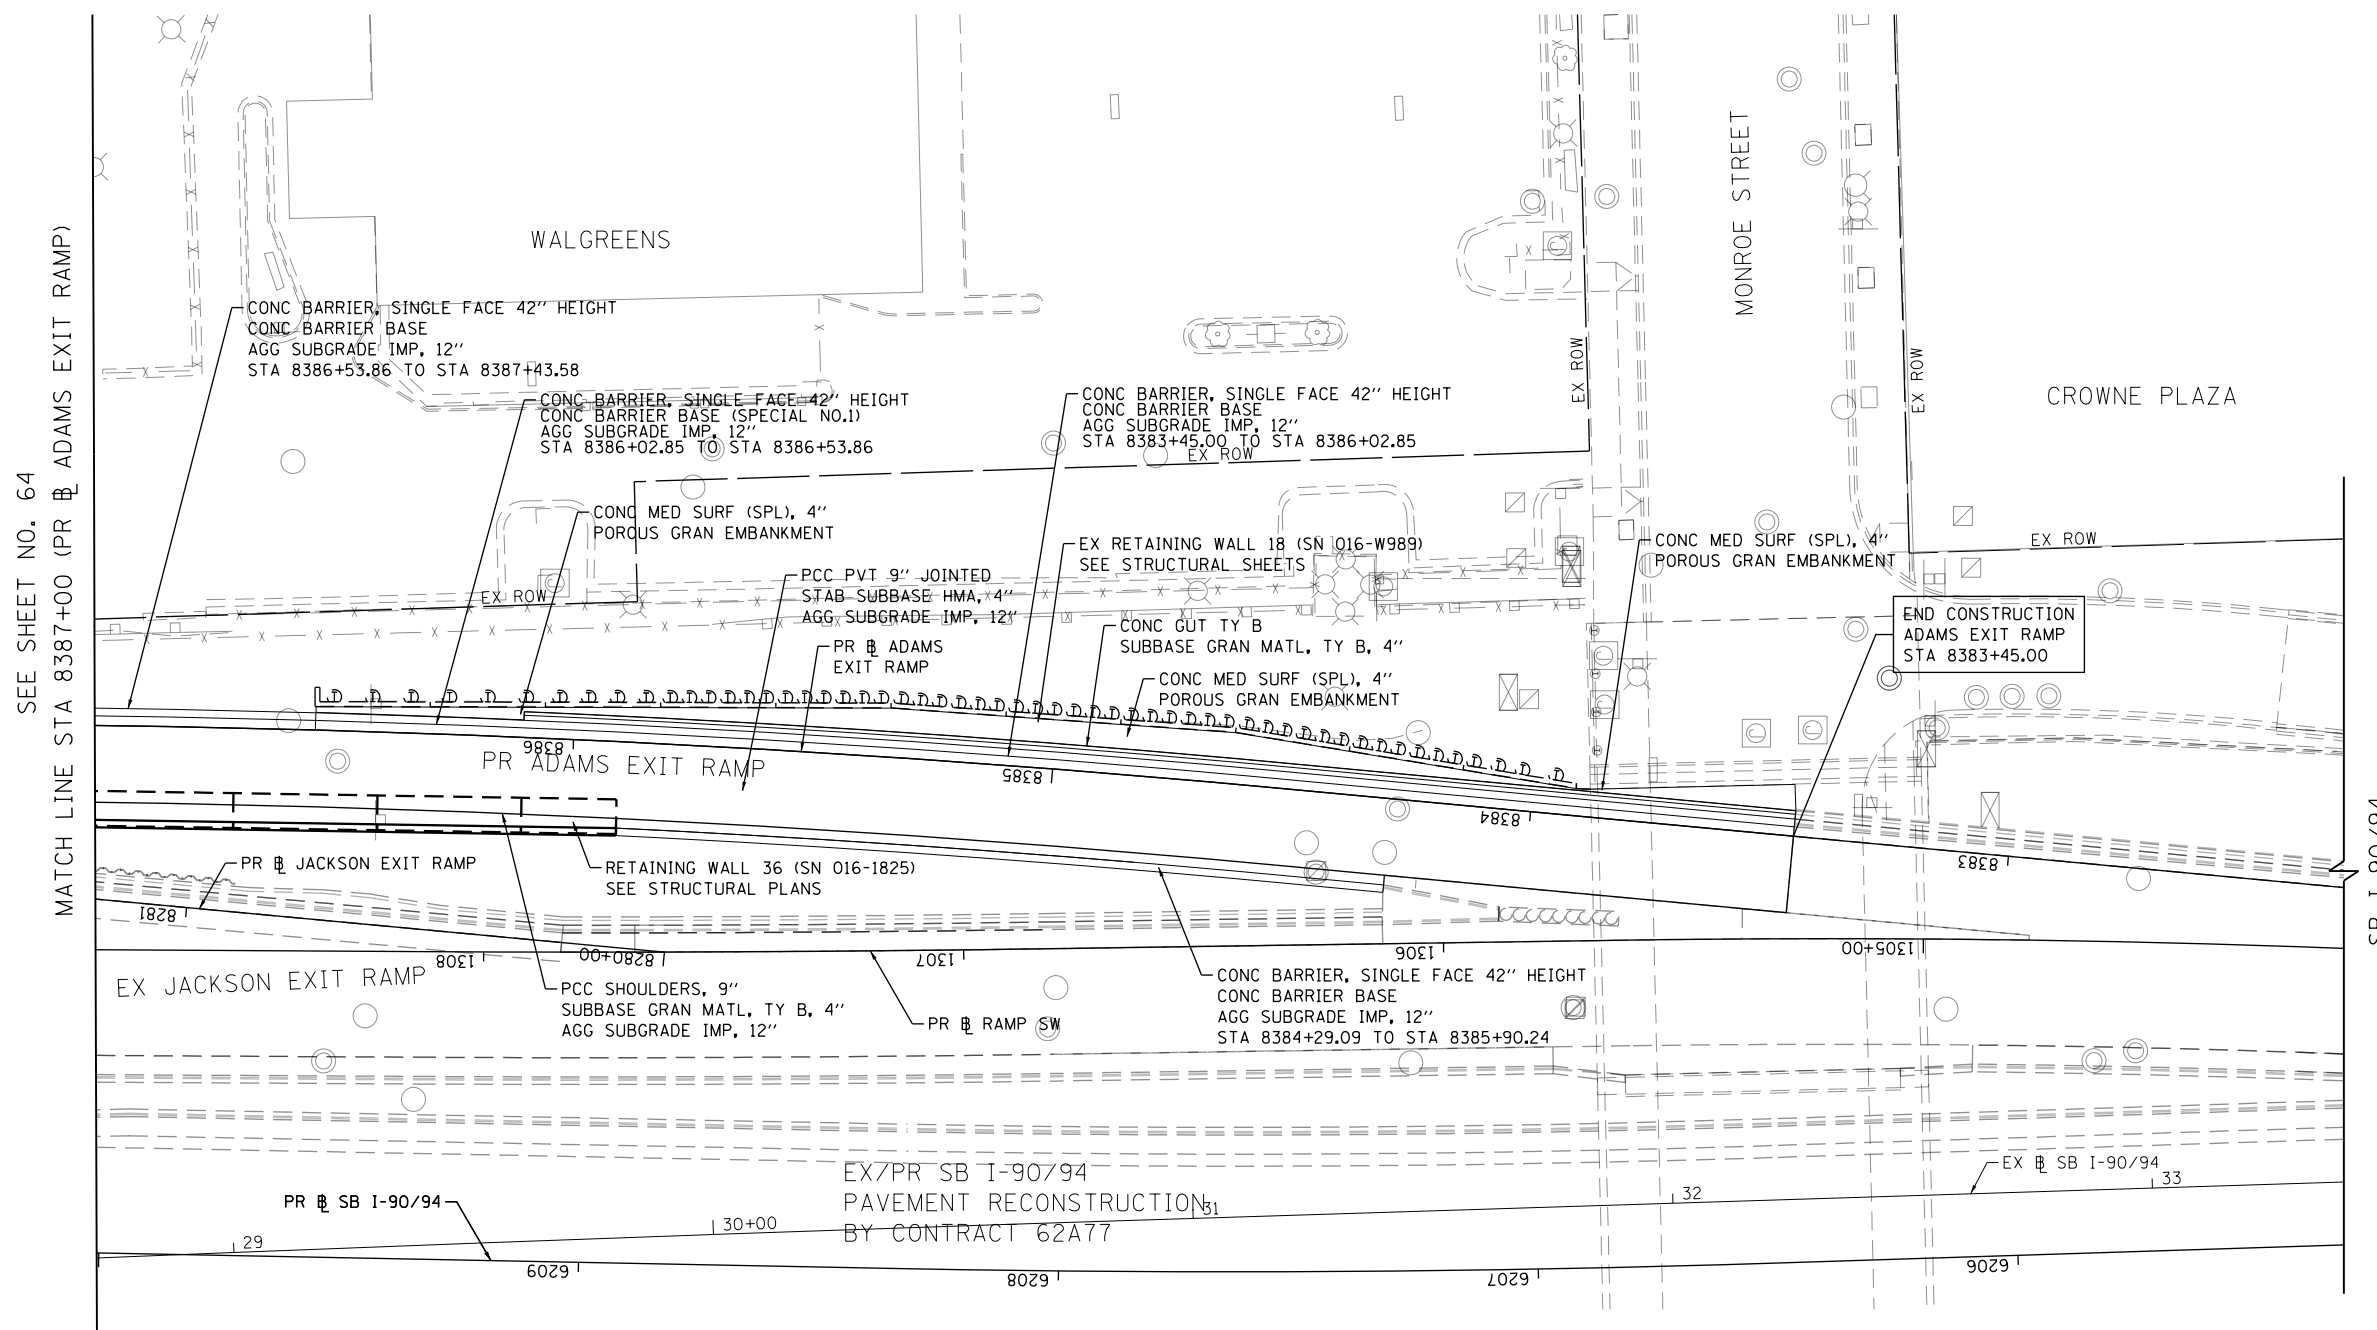 SEE SHEET NO. 64
MATCH LINE STA 8387+00 (PR ⅊ ADAMS EXIT RAMP)
WALGREENS
MONROE STREET
CROWNE PLAZA
CONC BARRIER, SINGLE FACE 42" HEIGHT
CONC BARRIER BASE
AGG SUBGRADE IMP, 12"
STA 8386+53.86 TO STA 8387+43.58
CONC BARRIER, SINGLE FACE 42" HEIGHT
CONC BARRIER BASE (SPECIAL NO.1)
AGG SUBGRADE IMP, 12"
STA 8386+02.85 TO STA 8386+53.86
CONC BARRIER, SINGLE FACE 42" HEIGHT
CONC BARRIER BASE
AGG SUBGRADE IMP, 12"
STA 8383+45.00 TO STA 8386+02.85
EX ROW
EX ROW
EX ROW
EX ROW
EX ROW
CONC MED SURF (SPL), 4"
POROUS GRAN EMBANKMENT
EX RETAINING WALL 18 (SN 016-W989)
SEE STRUCTURAL SHEETS
CONC MED SURF (SPL), 4"
POROUS GRAN EMBANKMENT
PCC PVT 9" JOINTED
STAB SUBBASE HMA, 4"
AGG SUBGRADE IMP, 12"
PR ⅊ ADAMS
EXIT RAMP
CONC GUT TY B
SUBBASE GRAN MATL, TY B, 4"
CONC MED SURF (SPL), 4"
POROUS GRAN EMBANKMENT
END CONSTRUCTION
ADAMS EXIT RAMP
STA 8383+45.00
8386
8385
8384
8383
PR ADAMS EXIT RAMP
PR ⅊ JACKSON EXIT RAMP
RETAINING WALL 36 (SN 016-1825)
SEE STRUCTURAL PLANS
8281
8280+00
1308
1307
1306
1305+00
EX JACKSON EXIT RAMP
PCC SHOULDERS, 9"
SUBBASE GRAN MATL, TY B, 4"
AGG SUBGRADE IMP, 12"
PR ⅊ RAMP SW
CONC BARRIER, SINGLE FACE 42" HEIGHT
CONC BARRIER BASE
AGG SUBGRADE IMP, 12"
STA 8384+29.09 TO STA 8385+90.24
EX/PR SB I-90/94
PAVEMENT RECONSTRUCTION
BY CONTRACT 62A77
PR ⅊ SB I-90/94
EX ⅊ SB I-90/94
29
30+00
31
32
33
6209
6208
6207
6206
SB I-90/94